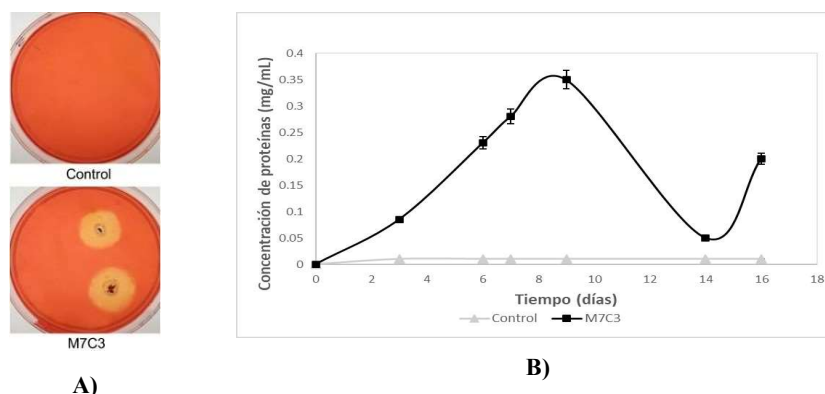 Control
M7C3
A)
Concentración de proteínas (mg/mL)
0.4
0.35
0.3
0.25
0.2
0.15
0.1
0.05
0
0 2 4 6 8 10 12 14 16 18
Tiempo (días)
Control M7C3
B)